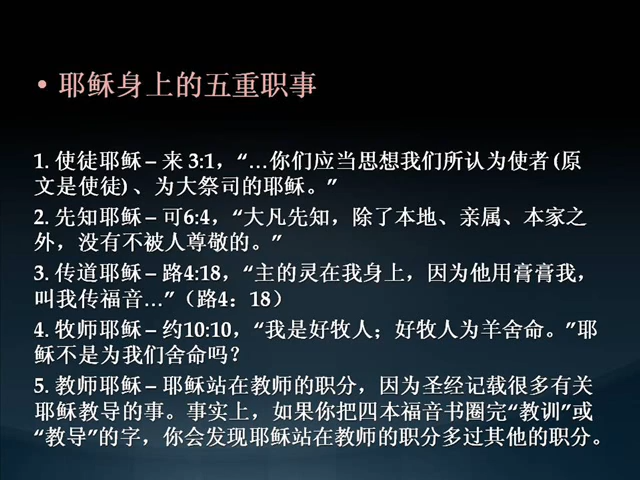 • 耶稣身上的五重职事
1. 使徒耶稣 – 来 3:1，“…你们应当思想我们所认为使者(原
文是使徒) 、为大祭司的耶稣。”
2. 先知耶稣 – 可6:4，“大凡先知，除了本地、亲属、本家之
外，没有不被人尊敬的。”
3. 传道耶稣 – 路4:18，“主的灵在我身上，因为他用膏膏我，
叫我传福音…”（路4：18）
4. 牧师耶稣 – 约10:10，“我是好牧人；好牧人为羊舍命。”耶
稣不是为我们舍命吗？
5. 教师耶稣 – 耶稣站在教师的职分，因为圣经记载很多有关
耶稣教导的事。事实上，如果你把四本福音书圈完“教训”或
“教导”的字，你会发现耶稣站在教师的职分多过其他的职分。